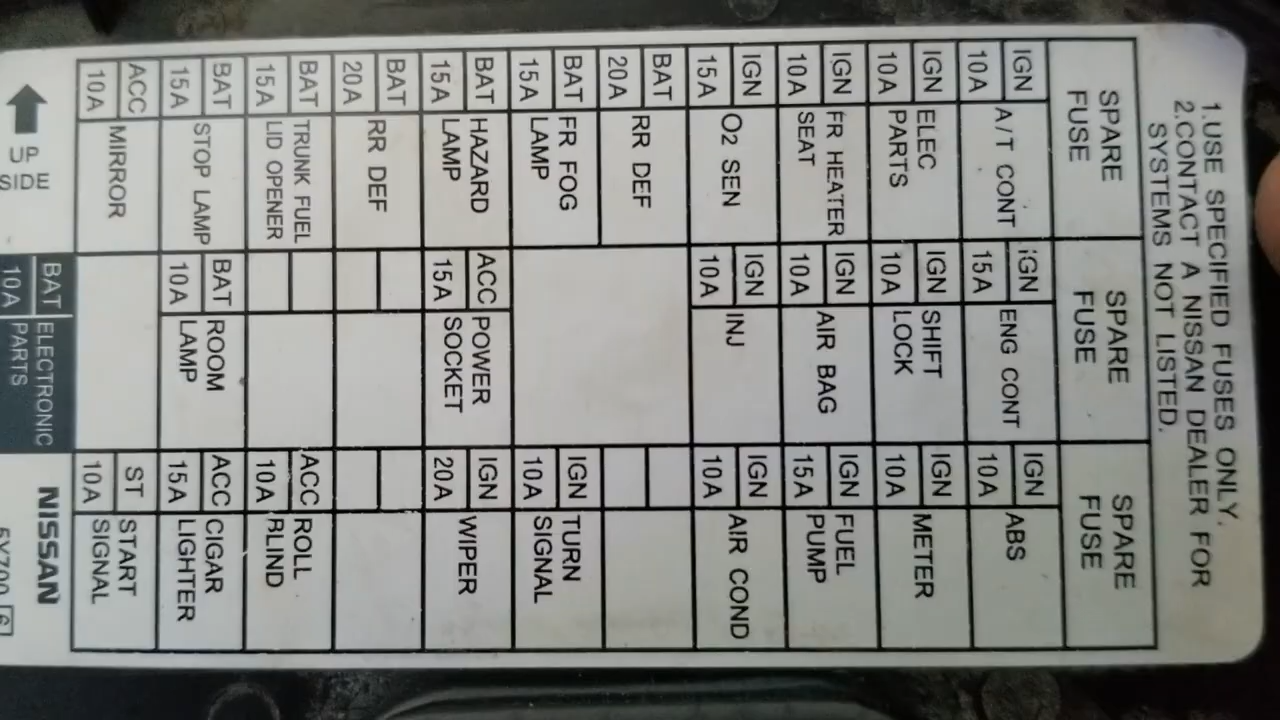 1.USE SPECIFIED FUSES ONLY.
2.CONTACT A NISSAN DEALER FOR
SYSTEMS NOT LISTED.
SPARE SPARE SPARE
FUSE FUSE FUSE
IGN A/T CONT IGN ENG CONT IGN ABS
10A 15A 10A
IGN ELEC IGN SHIFT IGN METER
10A PARTS 10A LOCK 10A
IGN FR HEATER IGN AIR BAG IGN FUEL
10A SEAT 10A 15A PUMP
IGN O2 SEN IGN INJ IGN AIR COND
15A 10A 10A
BAT RR DEF
20A
BAT FR FOG IGN TURN
15A LAMP 10A SIGNAL
BAT HAZARD ACC POWER IGN WIPER
15A LAMP 15A SOCKET 20A
BAT RR DEF
20A
BAT TRUNK FUEL ACC ROLL
15A LID OPENER 10A BLIND
BAT STOP LAMP BAT ROOM ACC CIGAR
15A 10A LAMP 15A LIGHTER
ACC MIRROR ST START
10A 10A SIGNAL
UP BAT ELECTRONIC NISSAN
SIDE 10A PARTS 5Y700 6